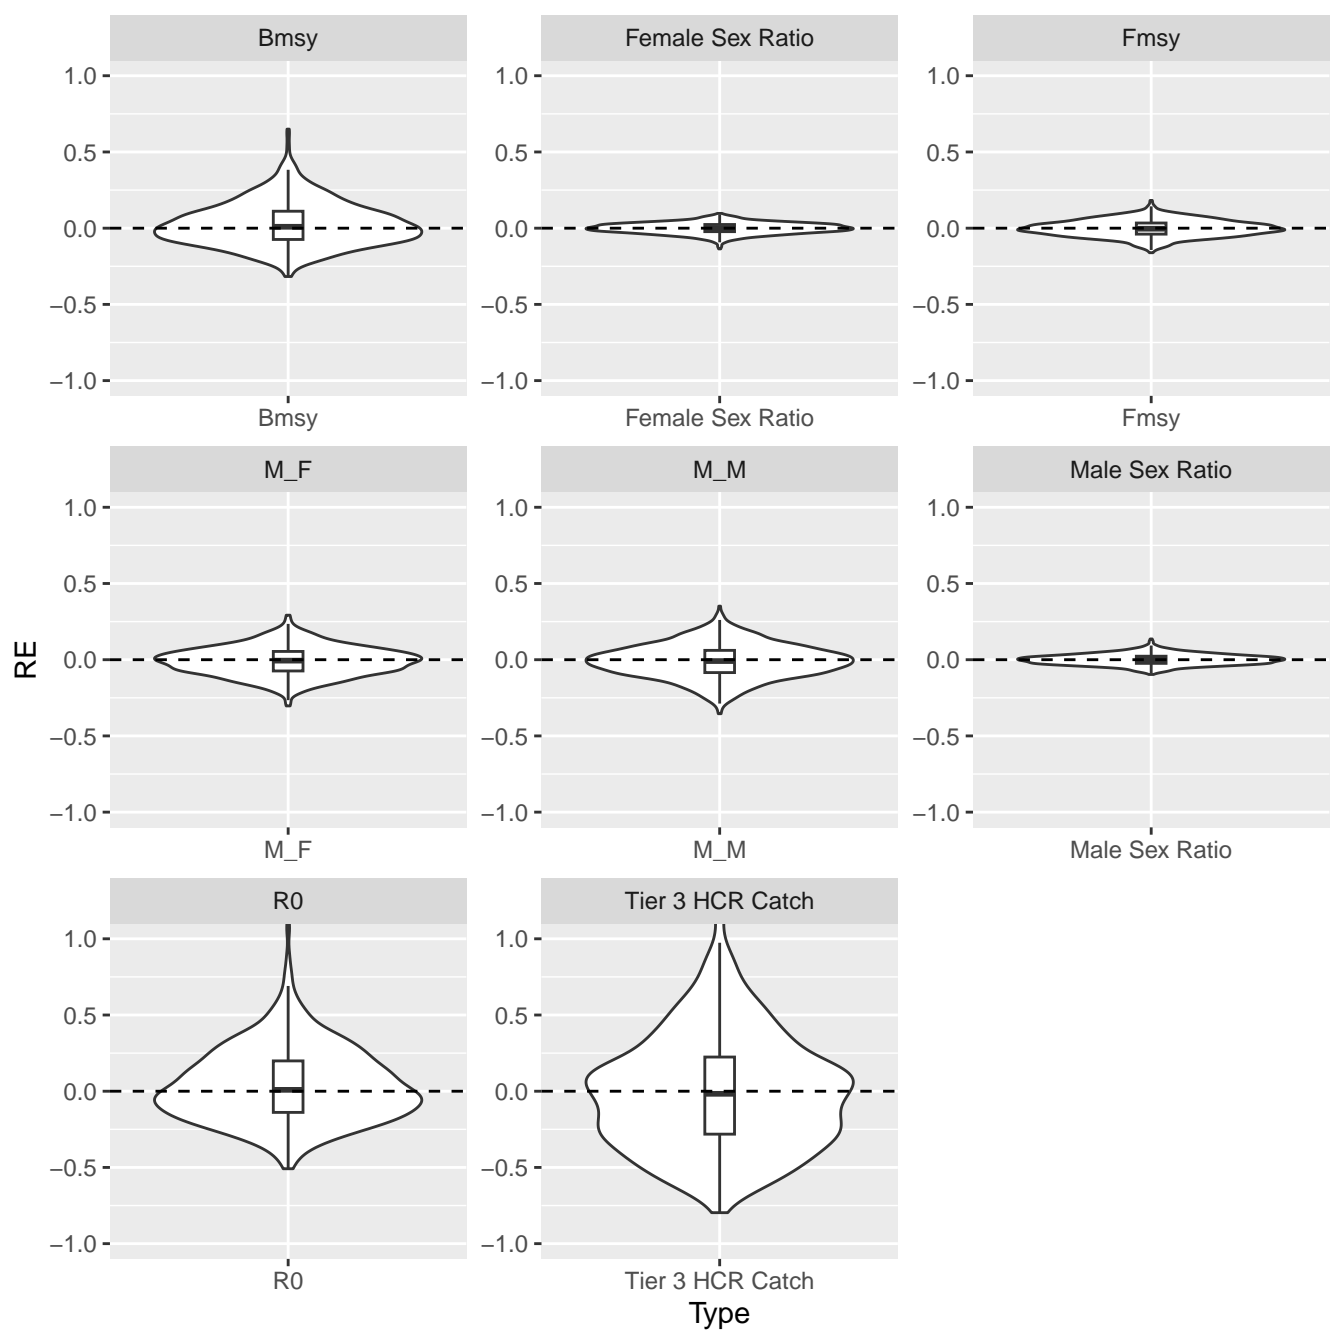 Bmsy Female Sex Ratio Fmsy
1.0 1.0 1.0
0.5 0.5 0.5
0.0 0.0 0.0
−0.5 −0.5 −0.5
−1.0 −1.0 −1.0
Bmsy Female Sex Ratio Fmsy
M_F M_M Male Sex Ratio
1.0 1.0 1.0
0.5 0.5 0.5
RE
0.0 0.0 0.0
−0.5 −0.5 −0.5
−1.0 −1.0 −1.0
M_F M_M Male Sex Ratio
R0 Tier 3 HCR Catch
1.0 1.0
0.5 0.5
0.0 0.0
−0.5 −0.5
−1.0 −1.0
R0 Tier 3 HCR Catch
Type